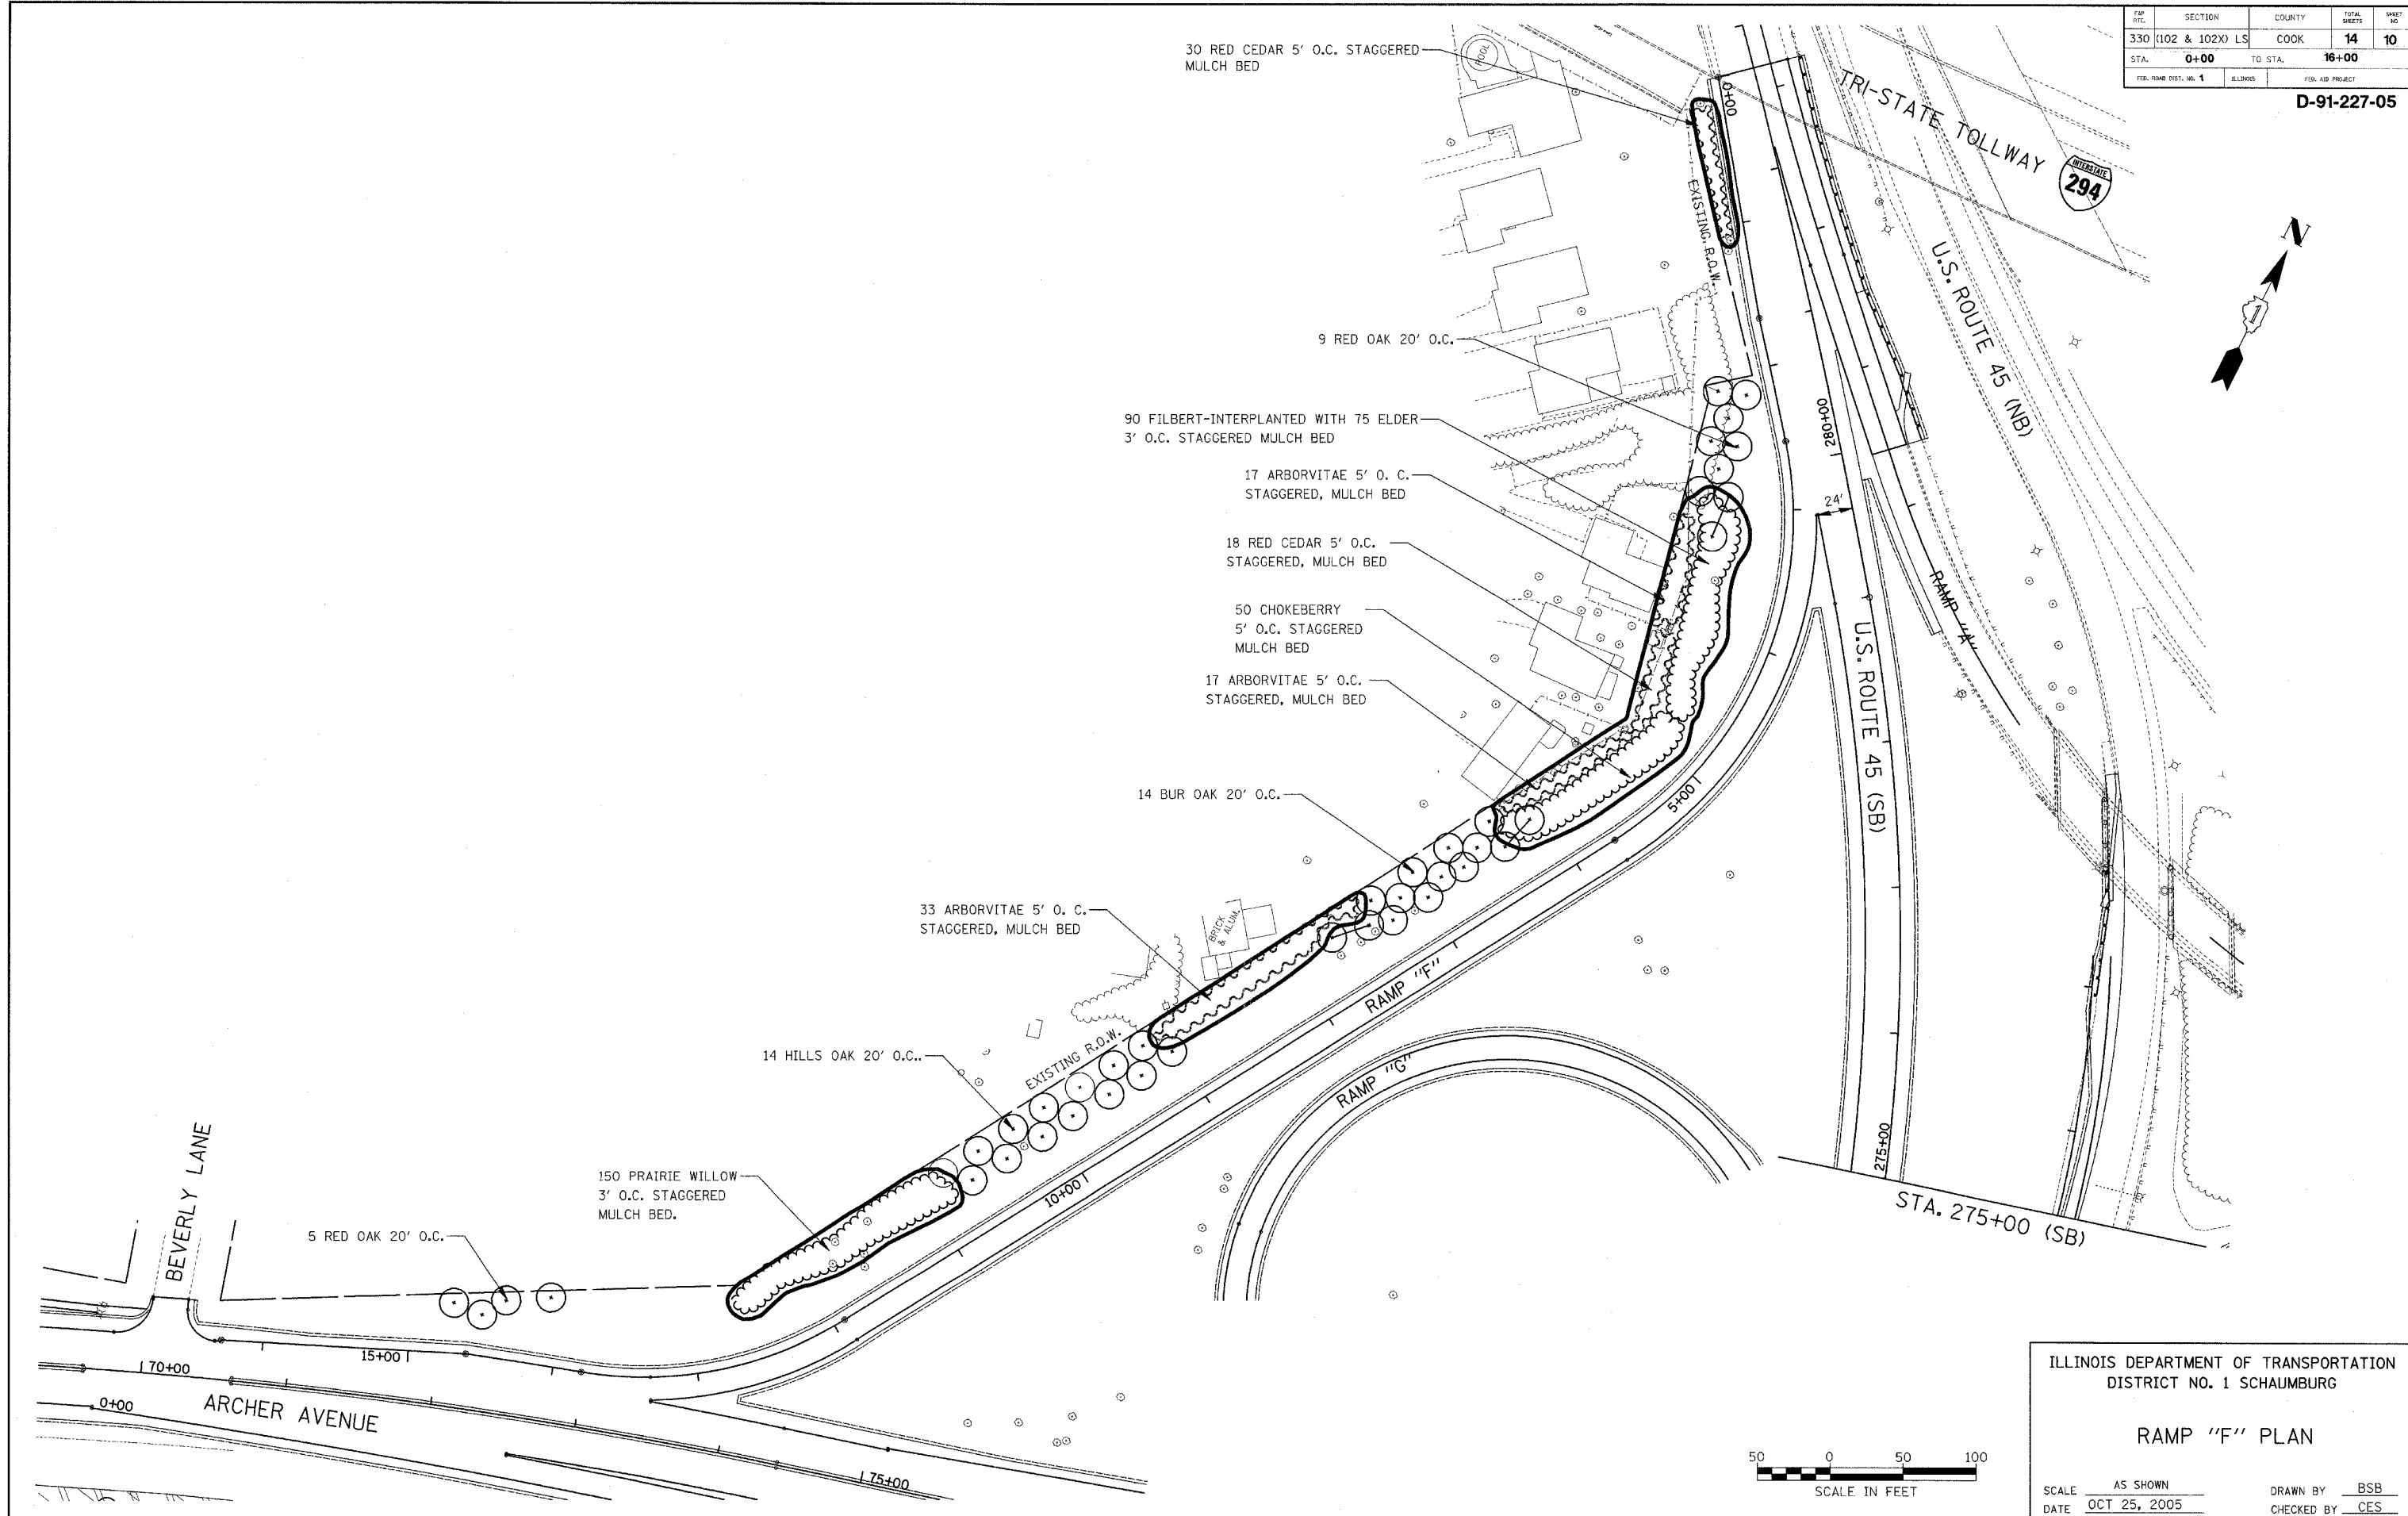 FAP RTE. SECTION COUNTY TOTAL SHEETS SHEET NO
330 (102 & 102X) LS COOK 14 10
STA. 0+00 TO STA. 16+00
FED. ROAD DIST. NO. 1 ILLINOIS FED. AID PROJECT
D-91-227-05
30 RED CEDAR 5' O.C. STAGGERED
MULCH BED
POOL
0+00
TRI-STATE TOLLWAY
INTERSTATE
294
EXISTING R.O.W.
U.S. ROUTE 45 (NB)
N
1
9 RED OAK 20' O.C.
90 FILBERT-INTERPLANTED WITH 75 ELDER
3' O.C. STAGGERED MULCH BED
280+00
17 ARBORVITAE 5' O. C.
STAGGERED, MULCH BED
24'
18 RED CEDAR 5' O.C.
STAGGERED, MULCH BED
RAMP "A"
50 CHOKEBERRY
5' O.C. STAGGERED
MULCH BED
U.S. ROUTE 45 (SB)
17 ARBORVITAE 5' O.C.
STAGGERED, MULCH BED
14 BUR OAK 20' O.C.
5+00
33 ARBORVITAE 5' O. C.
STAGGERED, MULCH BED
BRICK
& ALUM.
RAMP "F"
14 HILLS OAK 20' O.C..
EXISTING R.O.W.
RAMP "G"
275+00
BEVERLY LANE
150 PRAIRIE WILLOW
3' O.C. STAGGERED
MULCH BED.
10+00
STA. 275+00 (SB)
5 RED OAK 20' O.C.
15+00
170+00
0+00
ARCHER AVENUE
175+00
50 0 50 100
SCALE IN FEET
ILLINOIS DEPARTMENT OF TRANSPORTATION
DISTRICT NO. 1 SCHAUMBURG
RAMP "F" PLAN
SCALE AS SHOWN DRAWN BY BSB
DATE OCT 25, 2005 CHECKED BY CES